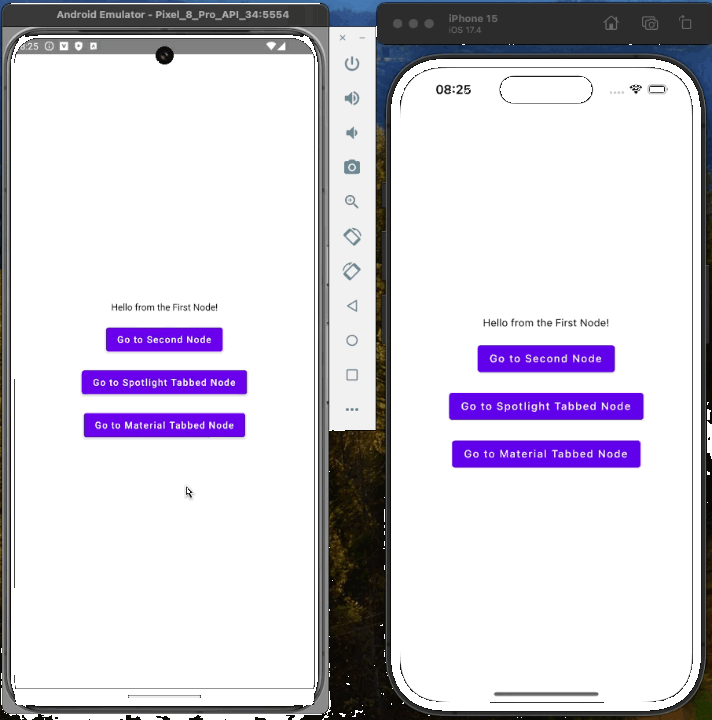 Android Emulator - Pixel_8_Pro_API_34:5554
:25
Hello from the First Node!
Go to Second Node
Go to Spotlight Tabbed Node
Go to Material Tabbed Node
iPhone 15
iOS 17.4
08:25
Hello from the First Node!
Go to Second Node
Go to Spotlight Tabbed Node
Go to Material Tabbed Node